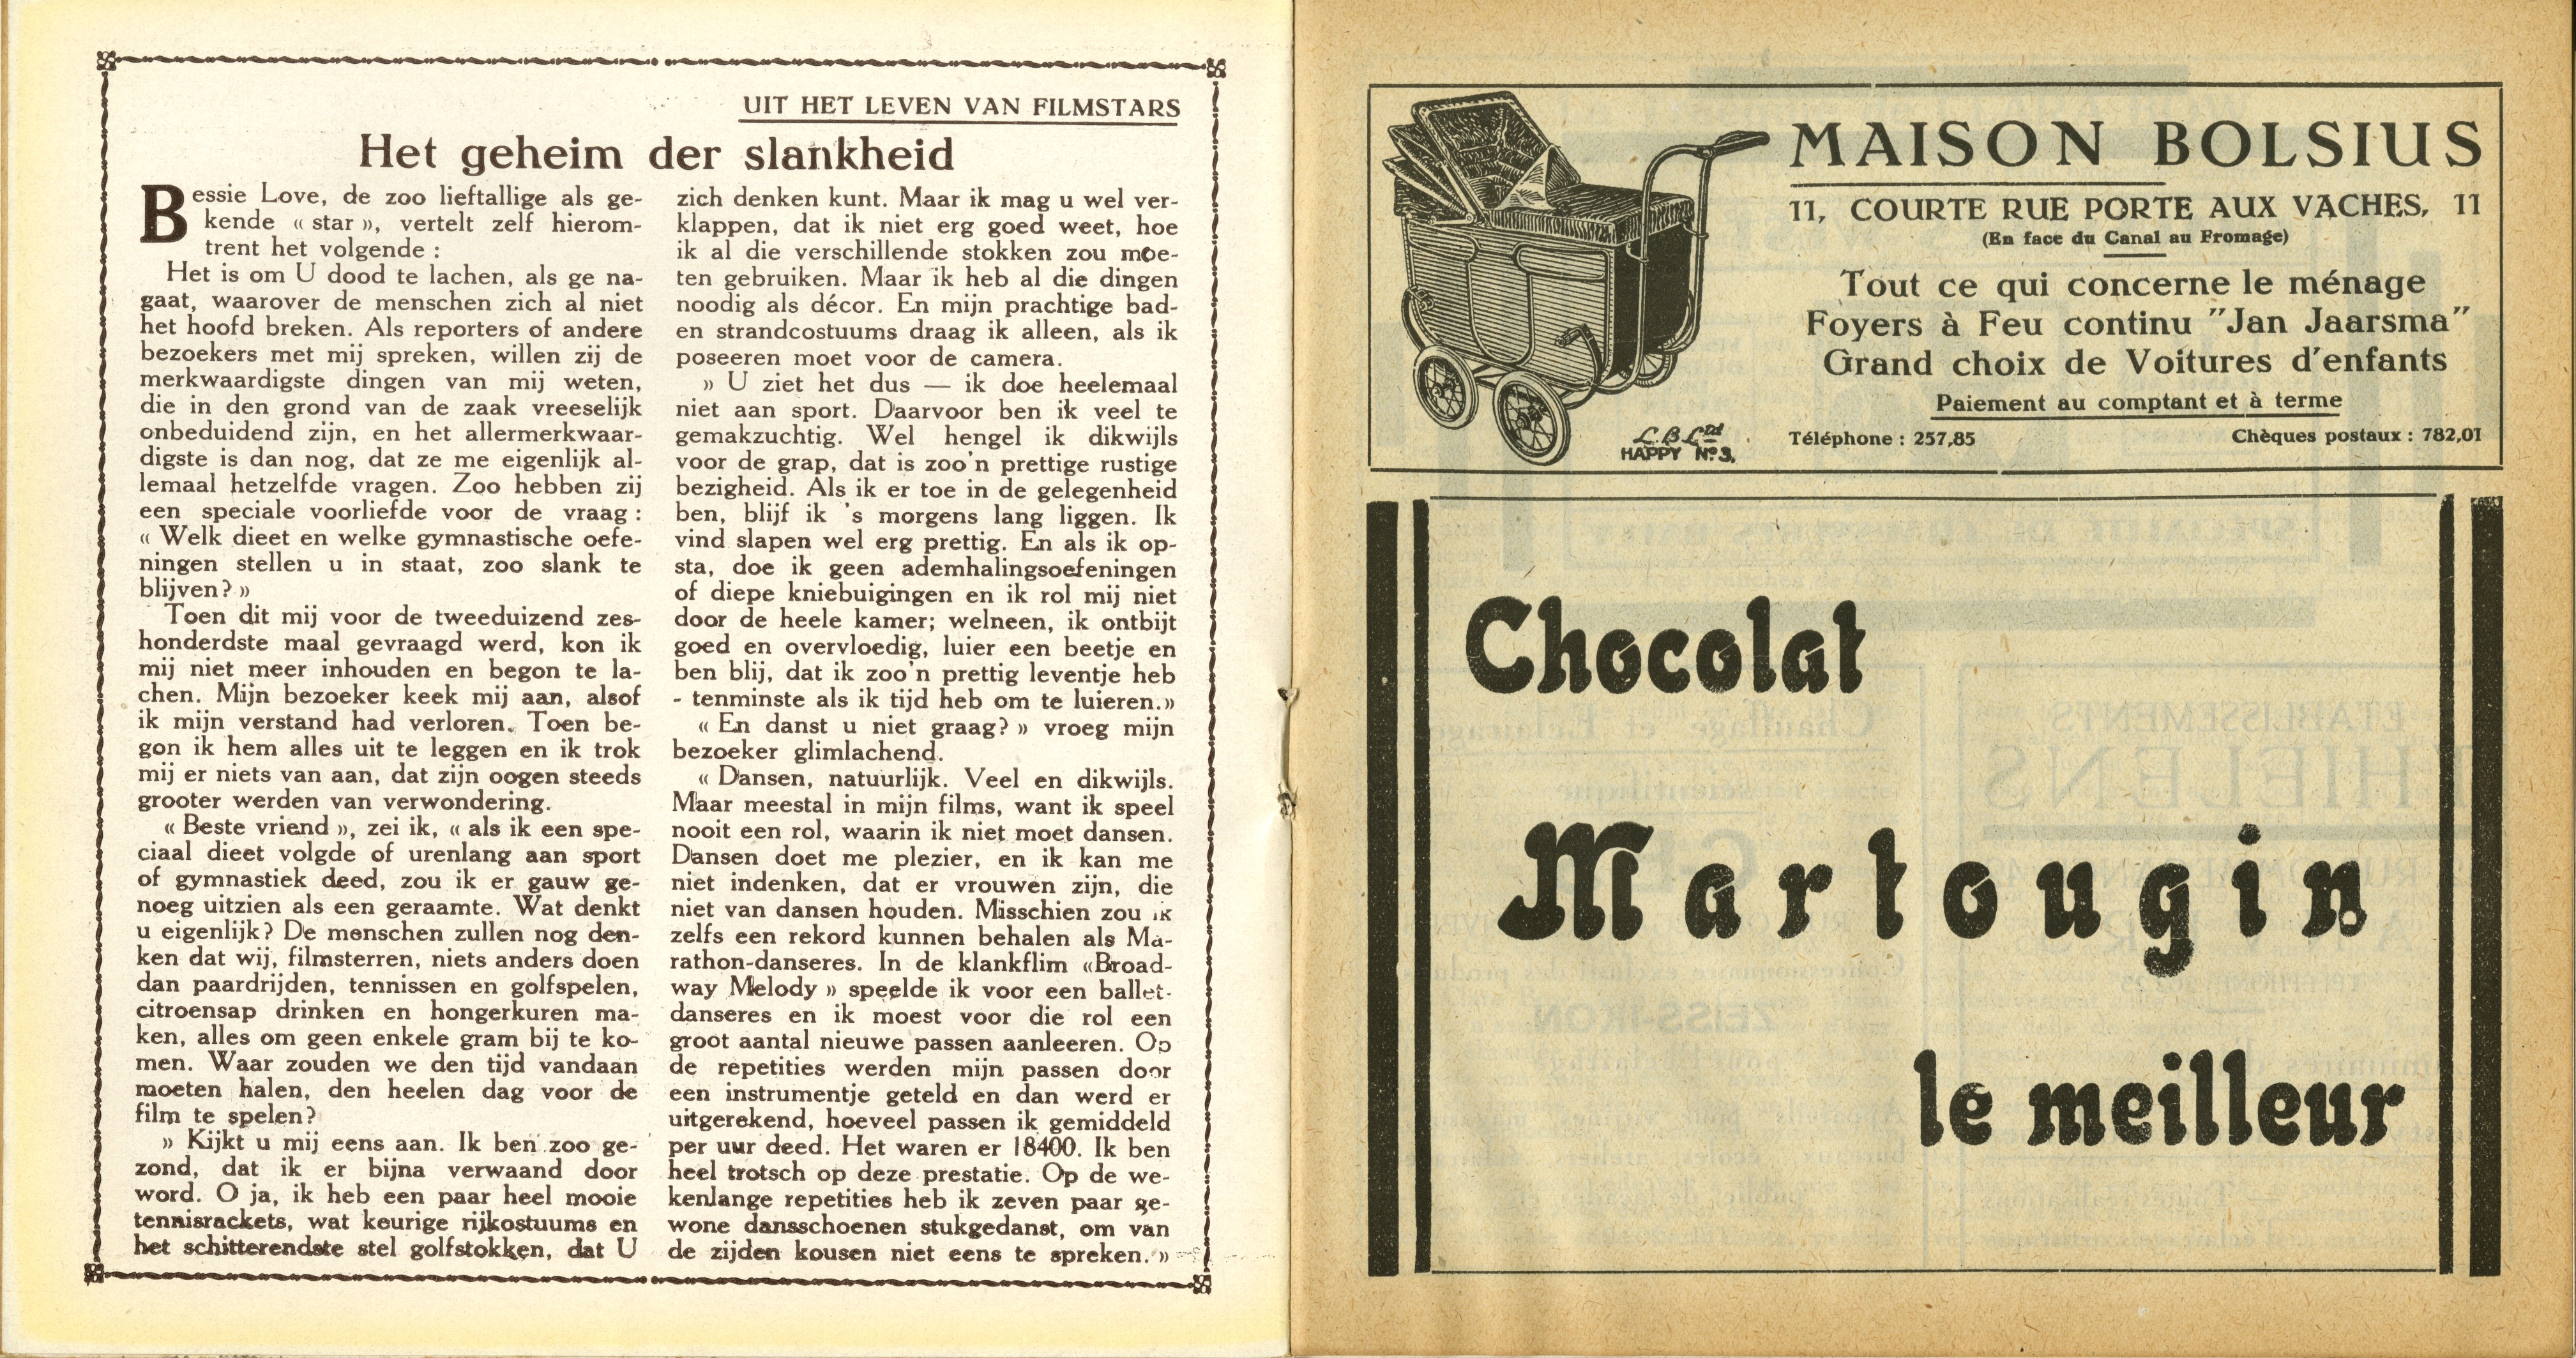 UIT HET LEVEN VAN FILMSTARS
Het geheim der slankheid
Bessie Love, de zoo lieftallige als ge-
kende « star », vertelt zelf hierom-
trent het volgende :
Het is om U dood te lachen, als ge na-
gaat, waarover de menschen zich al niet
het hoofd breken. Als reporters of andere
bezoekers met mij spreken, willen zij de
merkwaardigste dingen van mij weten,
die in den grond van de zaak vreeselijk
onbeduidend zijn, en het allermerkwaar-
digste is dan nog, dat ze me eigenlijk al-
lemaal hetzelfde vragen. Zoo hebben zij
een speciale voorliefde voor de vraag :
« Welk dieet en welke gymnastische oefe-
ningen stellen u in staat, zoo slank te
blijven? »
Toen dit mij voor de tweeduizend zes-
honderdste maal gevraagd werd, kon ik
mij niet meer inhouden en begon te la-
chen. Mijn bezoeker keek mij aan, alsof
ik mijn verstand had verloren. Toen be-
gon ik hem alles uit te leggen en ik trok
mij er niets van aan, dat zijn oogen steeds
grooter werden van verwondering.
« Beste vriend », zei ik, « als ik een spe-
ciaal dieet volgde of urenlang aan sport
of gymnastiek deed, zou ik er gauw ge-
noeg uitzien als een geraamte. Wat denkt
u eigenlijk? De menschen zullen nog den-
ken dat wij, filmsterren, niets anders doen
dan paardrijden, tennissen en golfspelen,
citroensap drinken en hongerkuren ma-
ken, alles om geen enkele gram bij te ko-
men. Waar zouden we den tijd vandaan
moeten halen, den heelen dag voor de
film te spelen?
» Kijkt u mij eens aan. Ik ben zoo ge-
zond, dat ik er bijna verwaand door
word. O ja, ik heb een paar heel mooie
tennisrackets, wat keurige rijkostuums en
het schitterendste stel golfstokken, dat U
zich denken kunt. Maar ik mag u wel ver-
klappen, dat ik niet erg goed weet, hoe
ik al die verschillende stokken zou moe-
ten gebruiken. Maar ik heb al die dingen
noodig als décor. En mijn prachtige bad-
en strandcostuums draag ik alleen, als ik
poseeren moet voor de camera.
» U ziet het dus — ik doe heelemaal
niet aan sport. Daarvoor ben ik veel te
gemakzuchtig. Wel hengel ik dikwijls
voor de grap, dat is zoo'n prettige rustige
bezigheid. Als ik er toe in de gelegenheid
ben, blijf ik 's morgens lang liggen. Ik
vind slapen wel erg prettig. En als ik op-
sta, doe ik geen ademhalingsoefeningen
of diepe kniebuigingen en ik rol mij niet
door de heele kamer; welneen, ik ontbijt
goed en overvloedig, luier een beetje en
ben blij, dat ik zoo'n prettig leventje heb
- tenminste als ik tijd heb om te luieren.»
« En danst u niet graag? » vroeg mijn
bezoeker glimlachend.
« Dansen, natuurlijk. Veel en dikwijls.
Maar meestal in mijn films, want ik speel
nooit een rol, waarin ik niet moet dansen.
Dansen doet me plezier, en ik kan me
niet indenken, dat er vrouwen zijn, die
niet van dansen houden. Misschien zou ik
zelfs een rekord kunnen behalen als Ma-
rathon-danseres. In de klankflim «Broad-
way Melody » speelde ik voor een ballet-
danseres en ik moest voor die rol een
groot aantal nieuwe passen aanleeren. Op
de repetities werden mijn passen door
een instrumentje geteld en dan werd er
uitgerekend, hoeveel passen ik gemiddeld
per uur deed. Het waren er 18400. Ik ben
heel trotsch op deze prestatie. Op de we-
kenlange repetities heb ik zeven paar ge-
wone dansschoenen stukgedanst, om van
de zijden kousen niet eens te spreken. »
MAISON BOLSIUS
11, COURTE RUE PORTE AUX VACHES, 11
(En face du Canal au Fromage)
Tout ce qui concerne le ménage
Foyers à Feu continu "Jan Jaarsma"
Grand choix de Voitures d'enfants
Paiement au comptant et à terme
Téléphone : 257,85 Chèques postaux : 782,01
L.B.Ltd
HAPPY No 3.
Chocolat
Martougin
le meilleur